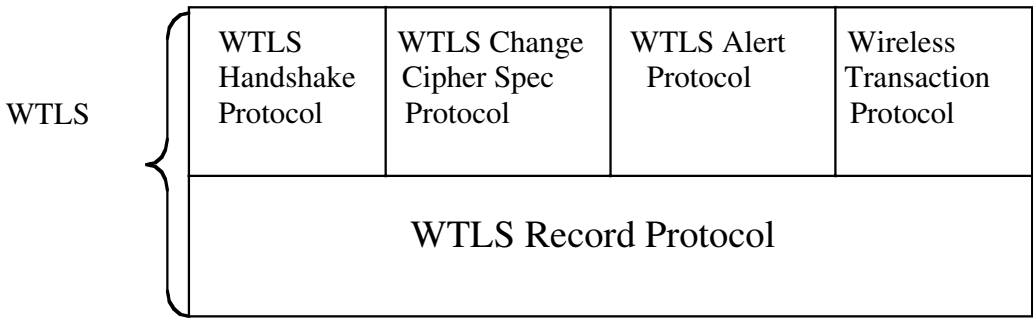 WTLS
WTLS
Handshake
Protocol
WTLS Change
Cipher Spec
Protocol
WTLS Alert
Protocol
Wireless
Transaction
Protocol
WTLS Record Protocol